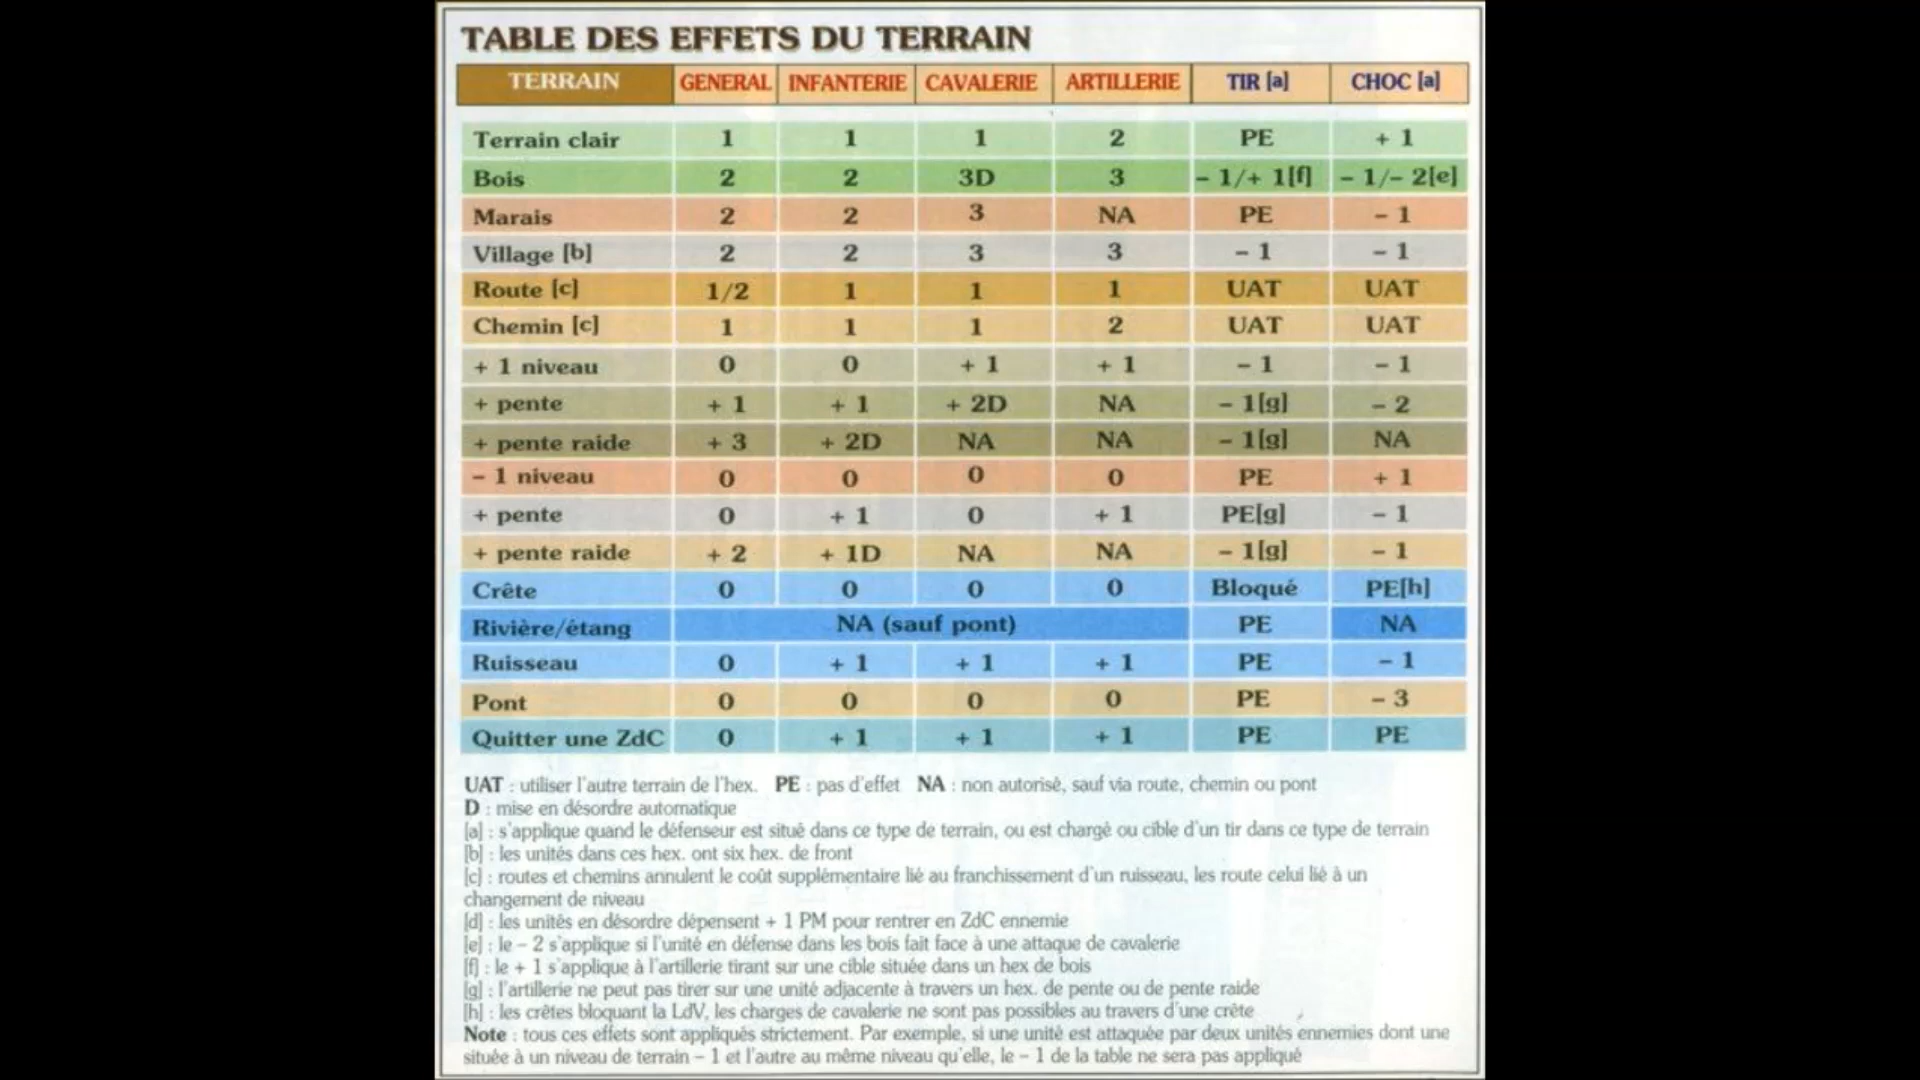 TABLE DES EFFETS DU TERRAIN
TERRAIN GENERAL INFANTERIE CAVALERIE ARTILLERIE TIR [a] CHOC [a]
Terrain clair 1 1 1 2 PE + 1
Bois 2 2 3D 3 - 1/+ 1[f] - 1/- 2[e]
Marais 2 2 3 NA PE - 1
Village [b] 2 2 3 3 - 1 - 1
Route [c] 1/2 1 1 1 UAT UAT
Chemin [c] 1 1 1 2 UAT UAT
+ 1 niveau 0 0 + 1 + 1 - 1 - 1
+ pente + 1 + 1 + 2D NA - 1[g] - 2
+ pente raide + 3 + 2D NA NA - 1[g] NA
- 1 niveau 0 0 0 0 PE + 1
+ pente 0 + 1 0 + 1 PE[g] - 1
+ pente raide + 2 + 1D NA NA - 1[g] - 1
Crête 0 0 0 0 Bloqué PE[h]
Rivière/étang NA (sauf pont) PE NA
Ruisseau 0 + 1 + 1 + 1 PE - 1
Pont 0 0 0 0 PE - 3
Quitter une ZdC 0 + 1 + 1 + 1 PE PE
UAT : utiliser l'autre terrain de l'hex. PE : pas d'effet NA : non autorisé, sauf via route, chemin ou pont
D : mise en désordre automatique
[a] : s'applique quand le défenseur est situé dans ce type de terrain, ou est chargé ou cible d'un tir dans ce type de terrain
[b] : les unités dans ces hex. ont six hex. de front
[c] : routes et chemins annulent le coût supplémentaire lié au franchissement d'un ruisseau, les route celui lié à un
changement de niveau
[d] : les unités en désordre dépensent + 1 PM pour rentrer en ZdC ennemie
[e] : le - 2 s'applique si l'unité en défense dans les bois fait face à une attaque de cavalerie
[f] : le + 1 s'applique à l'artillerie tirant sur une cible située dans un hex de bois
[g] : l'artillerie ne peut pas tirer sur une unité adjacente à travers un hex. de pente ou de pente raide
[h] : les crêtes bloquant la LdV, les charges de cavalerie ne sont pas possibles au travers d'une crête
Note : tous ces effets sont appliqués strictement. Par exemple, si une unité est attaquée par deux unités ennemies dont une
située à un niveau de terrain - 1 et l'autre au même niveau qu'elle, le - 1 de la table ne sera pas appliqué